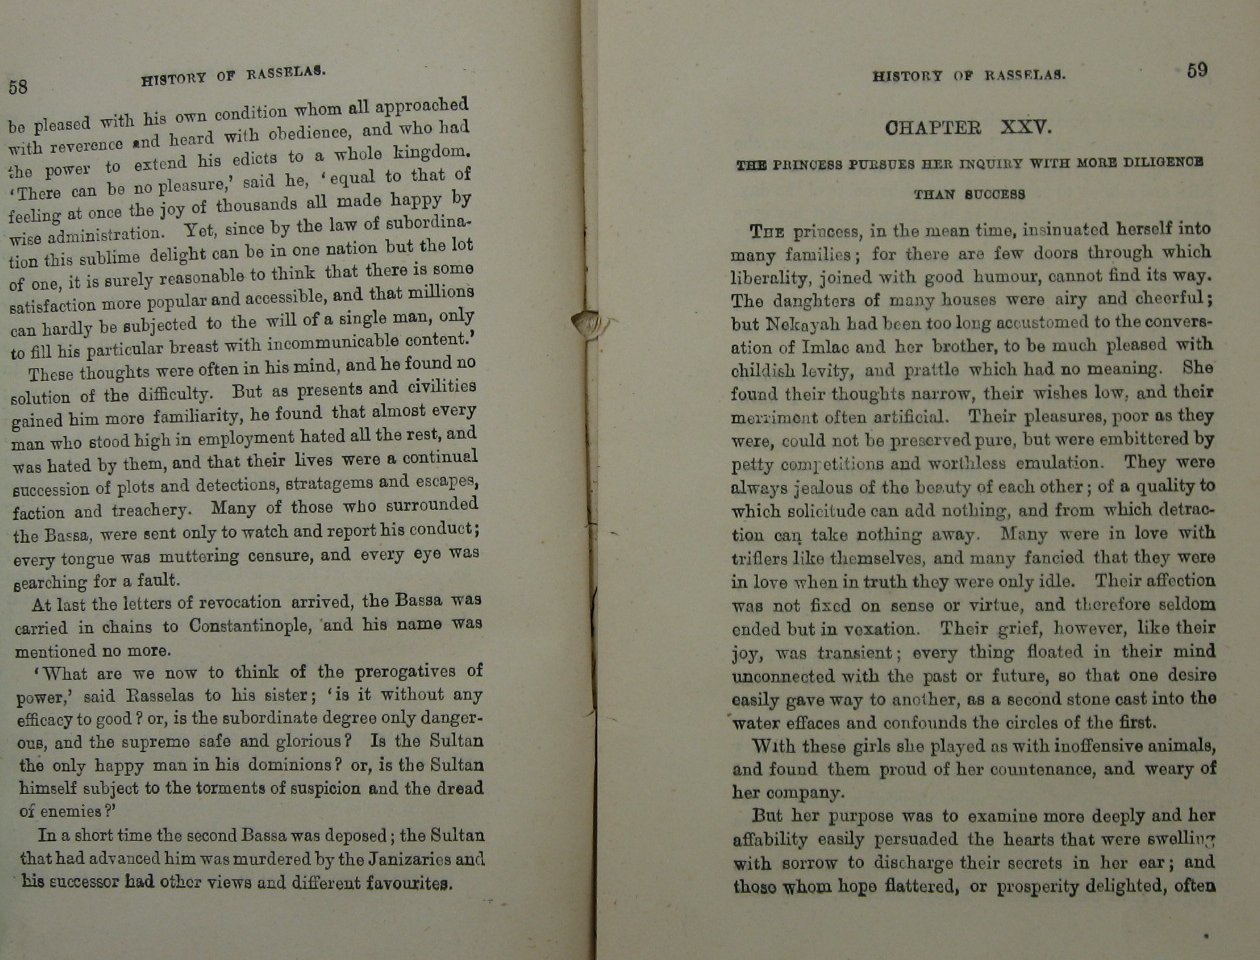 58
HISTORY OF RASSELAS.
be pleased with his own condition whom all approached
with reverence and heard with obedience, and who had
the power to extend his edicts to a whole kingdom.
'There can be no pleasure,' said he, 'equal to that of
feeling at once the joy of thousands all made happy by
wise administration. Yet, since by the law of subordina-
tion this sublime delight can be in one nation but the lot
of one, it is surely reasonable to think that there is some
satisfaction more popular and accessible, and that millions
can hardly be subjected to the will of a single man, only
to fill his particular breast with incommunicable content.'
These thoughts were often in his mind, and he found no
solution of the difficulty. But as presents and civilities
gained him more familiarity, he found that almost every
man who stood high in employment hated all the rest, and
was hated by them, and that their lives were a continual
succession of plots and detections, stratagems and escapes,
faction and treachery. Many of those who surrounded
the Bassa, were sent only to watch and report his conduct;
every tongue was muttering censure, and every eye was
searching for a fault.
At last the letters of revocation arrived, the Bassa was
carried in chains to Constantinople, and his name was
mentioned no more.
'What are we now to think of the prerogatives of
power,' said Rasselas to his sister; 'is it without any
efficacy to good? or, is the subordinate degree only danger-
ous, and the supreme safe and glorious? Is the Sultan
the only happy man in his dominions? or, is the Sultan
himself subject to the torments of suspicion and the dread
of enemies?'
In a short time the second Bassa was deposed; the Sultan
that had advanced him was murdered by the Janizaries and
his successor had other views and different favourites.
HISTORY OF RASSELAS.
59
CHAPTER XXV.
THE PRINCESS PURSUES HER INQUIRY WITH MORE DILIGENCE
THAN SUCCESS
THE princess, in the mean time, insinuated herself into
many families; for there are few doors through which
liberality, joined with good humour, cannot find its way.
The daughters of many houses were airy and cheerful;
but Nekayah had been too long accustomed to the convers-
ation of Imlac and her brother, to be much pleased with
childish levity, and prattle which had no meaning. She
found their thoughts narrow, their wishes low, and their
merriment often artificial. Their pleasures, poor as they
were, could not be preserved pure, but were embittered by
petty competitions and worthless emulation. They were
always jealous of the beauty of each other; of a quality to
which solicitude can add nothing, and from which detrac-
tion can take nothing away. Many were in love with
triflers like themselves, and many fancied that they were
in love when in truth they were only idle. Their affection
was not fixed on sense or virtue, and therefore seldom
ended but in vexation. Their grief, however, like their
joy, was transient; every thing floated in their mind
unconnected with the past or future, so that one desire
easily gave way to another, as a second stone cast into the
water effaces and confounds the circles of the first.
With these girls she played as with inoffensive animals,
and found them proud of her countenance, and weary of
her company.
But her purpose was to examine more deeply and her
affability easily persuaded the hearts that were swelling
with sorrow to discharge their secrets in her ear; and
those whom hope flattered, or prosperity delighted, often